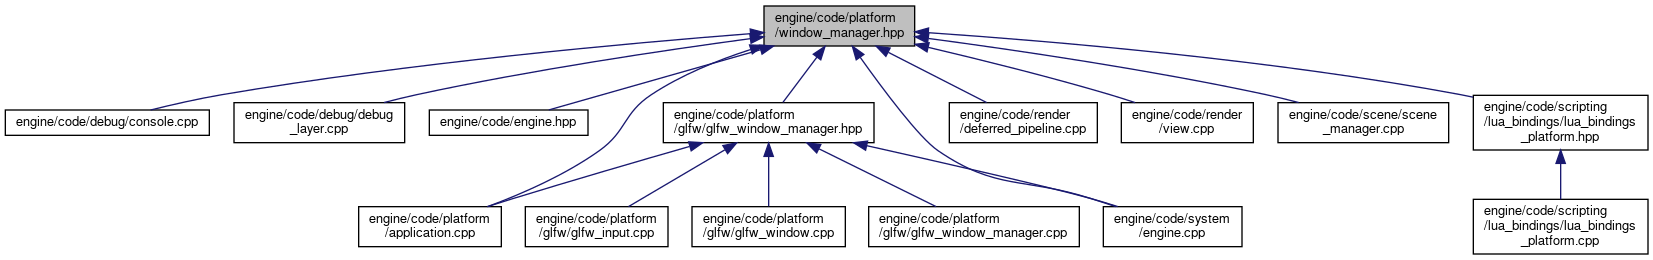 engine/code/platform
/window_manager.hpp
engine/code/debug/console.cpp
engine/code/debug/debug
_layer.cpp
engine/code/engine.hpp
engine/code/platform
/glfw/glfw_window_manager.hpp
engine/code/render
/deferred_pipeline.cpp
engine/code/render
/view.cpp
engine/code/scene/scene
_manager.cpp
engine/code/scripting
/lua_bindings/lua_bindings
_platform.hpp
engine/code/platform
/application.cpp
engine/code/platform
/glfw/glfw_input.cpp
engine/code/platform
/glfw/glfw_window.cpp
engine/code/platform
/glfw/glfw_window_manager.cpp
engine/code/system
/engine.cpp
engine/code/scripting
/lua_bindings/lua_bindings
_platform.cpp